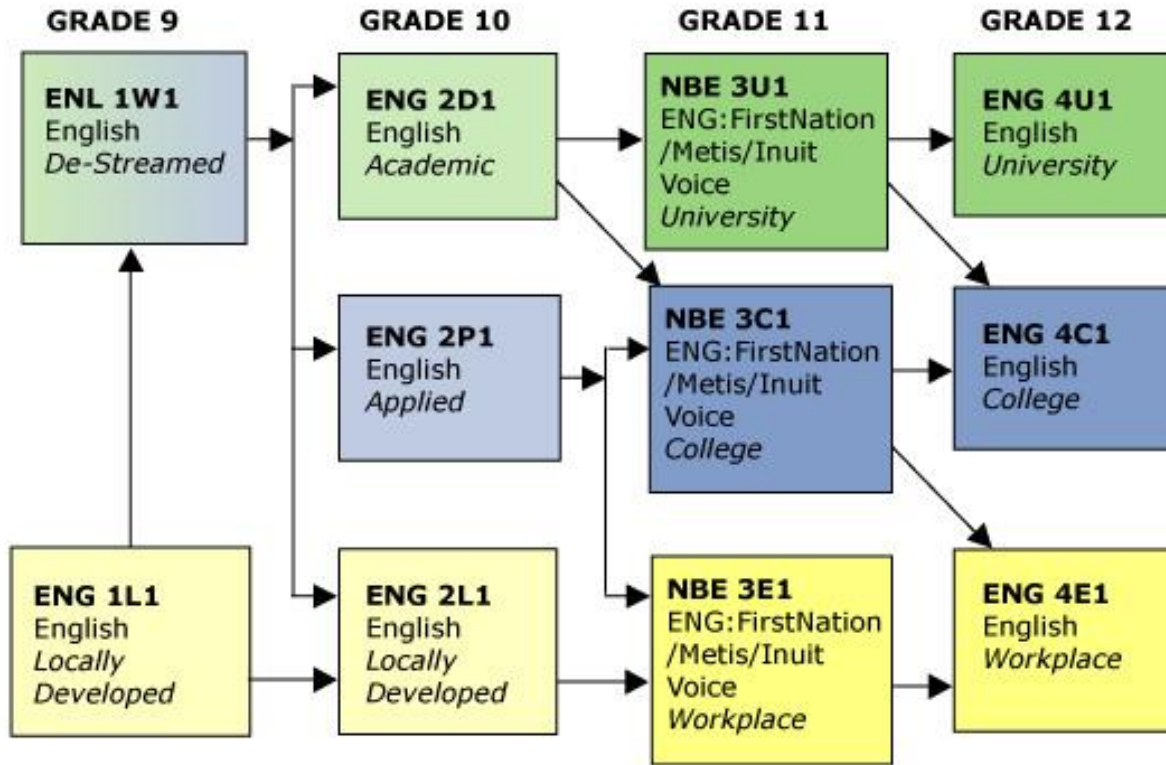 GRADE 9
GRADE 10
GRADE 11
GRADE 12
ENL 1W1
English
De-Streamed
ENG 2D1
English
Academic
NBE 3U1
ENG:FirstNation
/Metis/Inuit
Voice
University
ENG 4U1
English
University
ENG 2P1
English
Applied
NBE 3C1
ENG:FirstNation
/Metis/Inuit
Voice
College
ENG 4C1
English
College
ENG 1L1
English
Locally
Developed
ENG 2L1
English
Locally
Developed
NBE 3E1
ENG:FirstNation
/Metis/Inuit
Voice
Workplace
ENG 4E1
English
Workplace